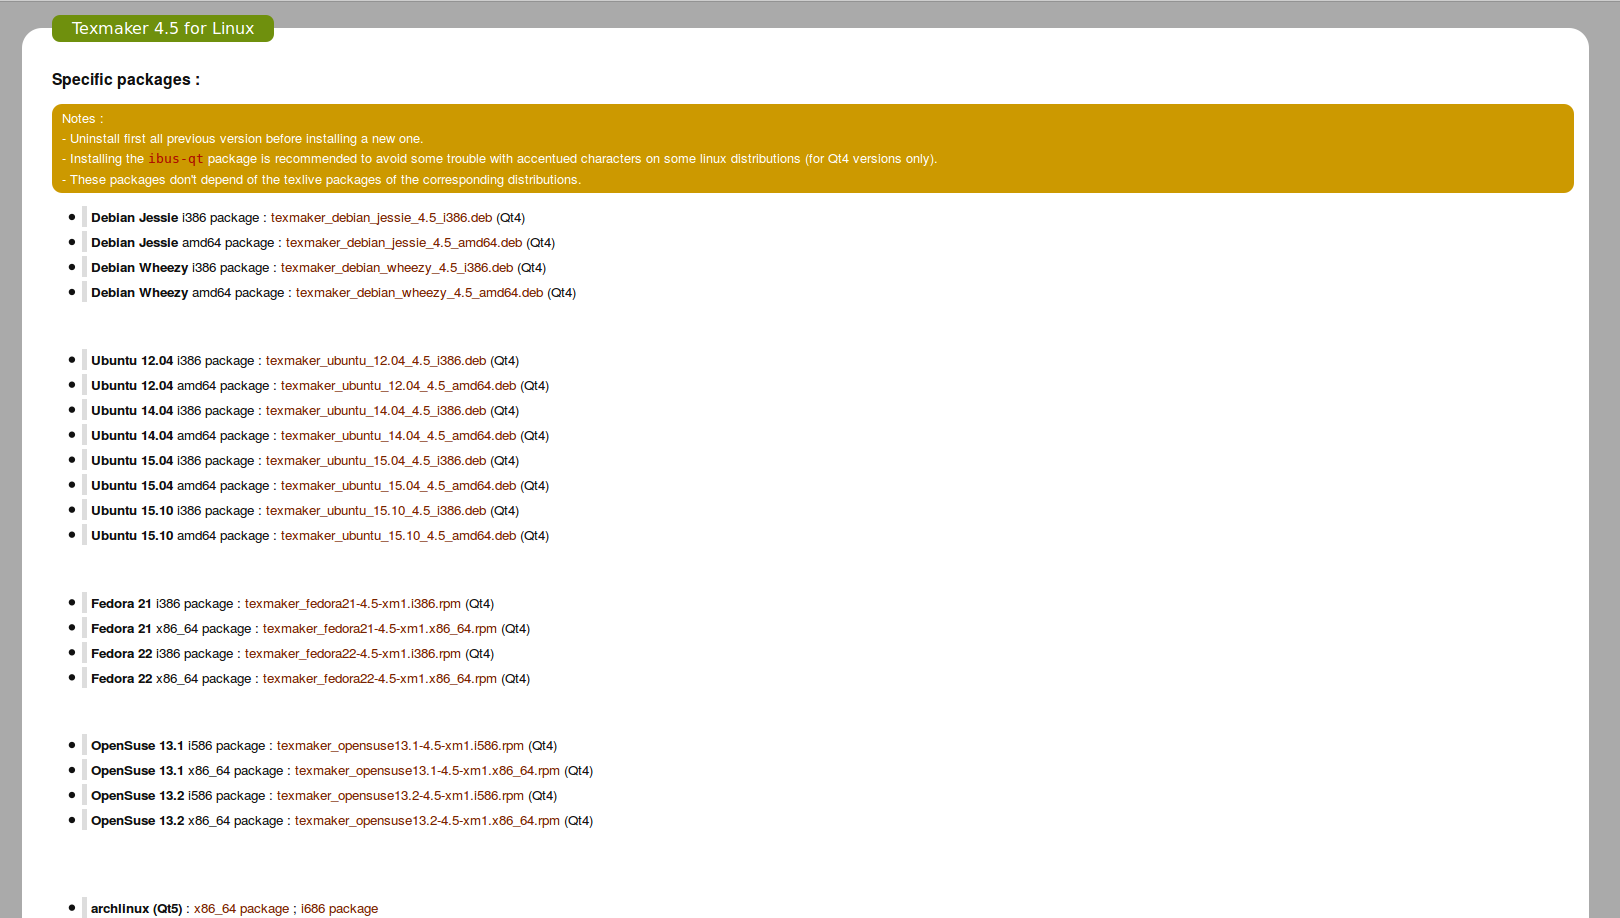 Texmaker 4.5 for Linux
Specific packages :
Notes :
- Uninstall first all previous version before installing a new one.
- Installing the ibus-qt package is recommended to avoid some trouble with accentued characters on some linux distributions (for Qt4 versions only).
- These packages don't depend of the texlive packages of the corresponding distributions.
Debian Jessie i386 package : texmaker_debian_jessie_4.5_i386.deb (Qt4)
Debian Jessie amd64 package : texmaker_debian_jessie_4.5_amd64.deb (Qt4)
Debian Wheezy i386 package : texmaker_debian_wheezy_4.5_i386.deb (Qt4)
Debian Wheezy amd64 package : texmaker_debian_wheezy_4.5_amd64.deb (Qt4)
Ubuntu 12.04 i386 package : texmaker_ubuntu_12.04_4.5_i386.deb (Qt4)
Ubuntu 12.04 amd64 package : texmaker_ubuntu_12.04_4.5_amd64.deb (Qt4)
Ubuntu 14.04 i386 package : texmaker_ubuntu_14.04_4.5_i386.deb (Qt4)
Ubuntu 14.04 amd64 package : texmaker_ubuntu_14.04_4.5_amd64.deb (Qt4)
Ubuntu 15.04 i386 package : texmaker_ubuntu_15.04_4.5_i386.deb (Qt4)
Ubuntu 15.04 amd64 package : texmaker_ubuntu_15.04_4.5_amd64.deb (Qt4)
Ubuntu 15.10 i386 package : texmaker_ubuntu_15.10_4.5_i386.deb (Qt4)
Ubuntu 15.10 amd64 package : texmaker_ubuntu_15.10_4.5_amd64.deb (Qt4)
Fedora 21 i386 package : texmaker_fedora21-4.5-xm1.i386.rpm (Qt4)
Fedora 21 x86_64 package : texmaker_fedora21-4.5-xm1.x86_64.rpm (Qt4)
Fedora 22 i386 package : texmaker_fedora22-4.5-xm1.i386.rpm (Qt4)
Fedora 22 x86_64 package : texmaker_fedora22-4.5-xm1.x86_64.rpm (Qt4)
OpenSuse 13.1 i586 package : texmaker_opensuse13.1-4.5-xm1.i586.rpm (Qt4)
OpenSuse 13.1 x86_64 package : texmaker_opensuse13.1-4.5-xm1.x86_64.rpm (Qt4)
OpenSuse 13.2 i586 package : texmaker_opensuse13.2-4.5-xm1.i586.rpm (Qt4)
OpenSuse 13.2 x86_64 package : texmaker_opensuse13.2-4.5-xm1.x86_64.rpm (Qt4)
archlinux (Qt5) : x86_64 package ; i686 package